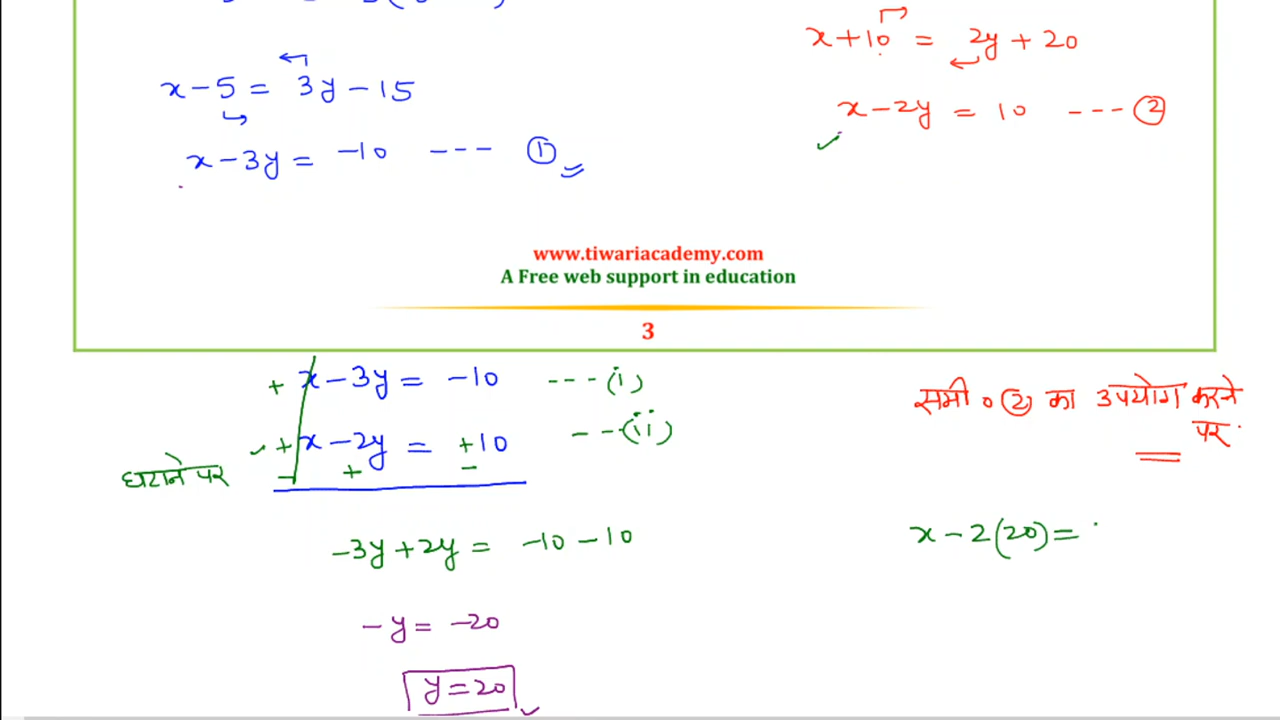 x - 5 = 3y - 15
x - 3y = -10 --- ①
x + 10 = 2y + 20
x - 2y = 10 --- ②
www.tiwariacademy.com
A Free web support in education
3
+ x - 3y = -10 ---(i)
+ x - 2y = +10 --(ii)
घटाने पर - + -
-3y + 2y = -10 - 10
-y = -20
y = 20
समी० ② का उपयोग करने
पर
x - 2(20) =